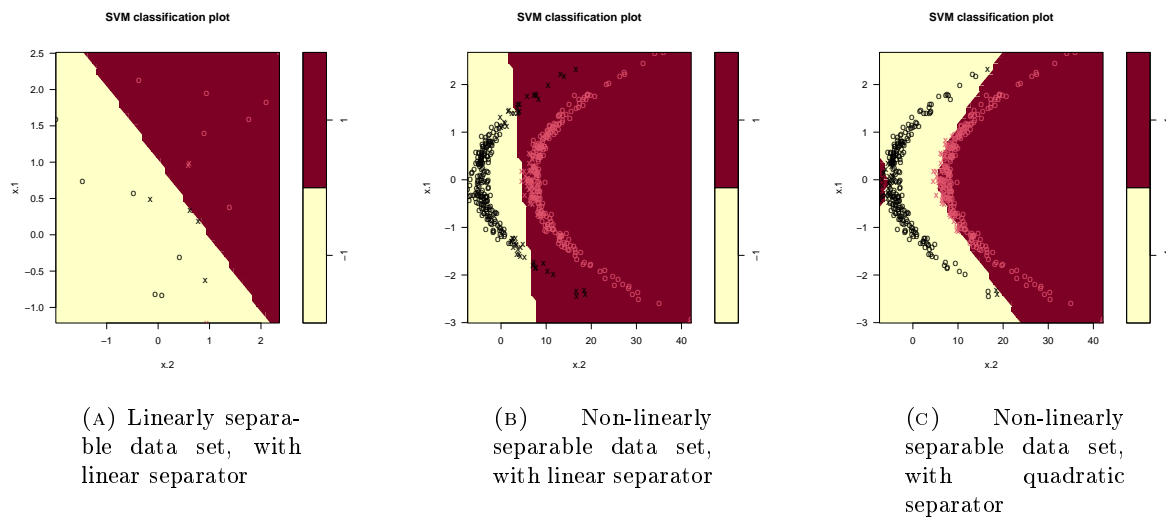 SVM classification plot
2.5
2.0
1.5
1.0
0.5
0.0
−0.5
−1.0
x.1
−1
0
1
2
x.2
1
−1
(A) Linearly separa-
ble data set, with
linear separator
SVM classification plot
2
1
0
−1
−2
−3
x.1
0
10
20
30
40
x.2
1
−1
(B) Non-linearly
separable data set,
with linear separator
SVM classification plot
2
1
0
−1
−2
−3
x.1
0
10
20
30
40
x.2
1
−1
(C) Non-linearly
separable data set,
with quadratic
separator